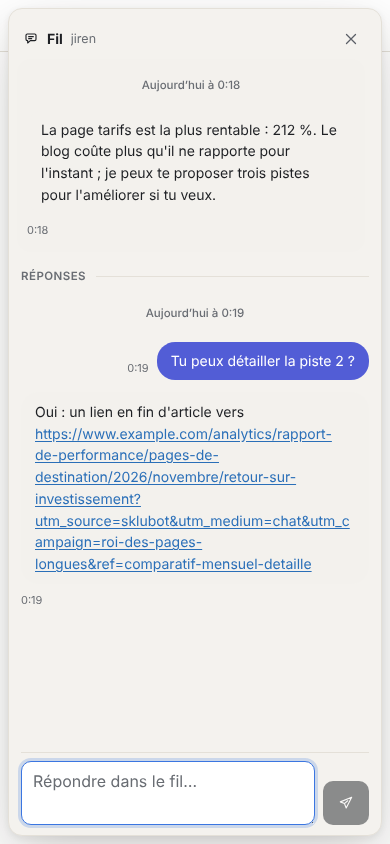 Fil jiren
Aujourd'hui à 0:18
La page tarifs est la plus rentable : 212 %. Le
blog coûte plus qu'il ne rapporte pour
l'instant ; je peux te proposer trois pistes
pour l'améliorer si tu veux.
0:18
RÉPONSES
Aujourd'hui à 0:19
Tu peux détailler la piste 2 ?
0:19
Oui : un lien en fin d'article vers
https://www.example.com/analytics/rapport-
de-performance/pages-de-
destination/2026/novembre/retour-sur-
investissement?
utm_source=sklubot&utm_medium=chat&utm_c
ampaign=roi-des-pages-
longues&ref=comparatif-mensuel-detaille
0:19
Répondre dans le fil...